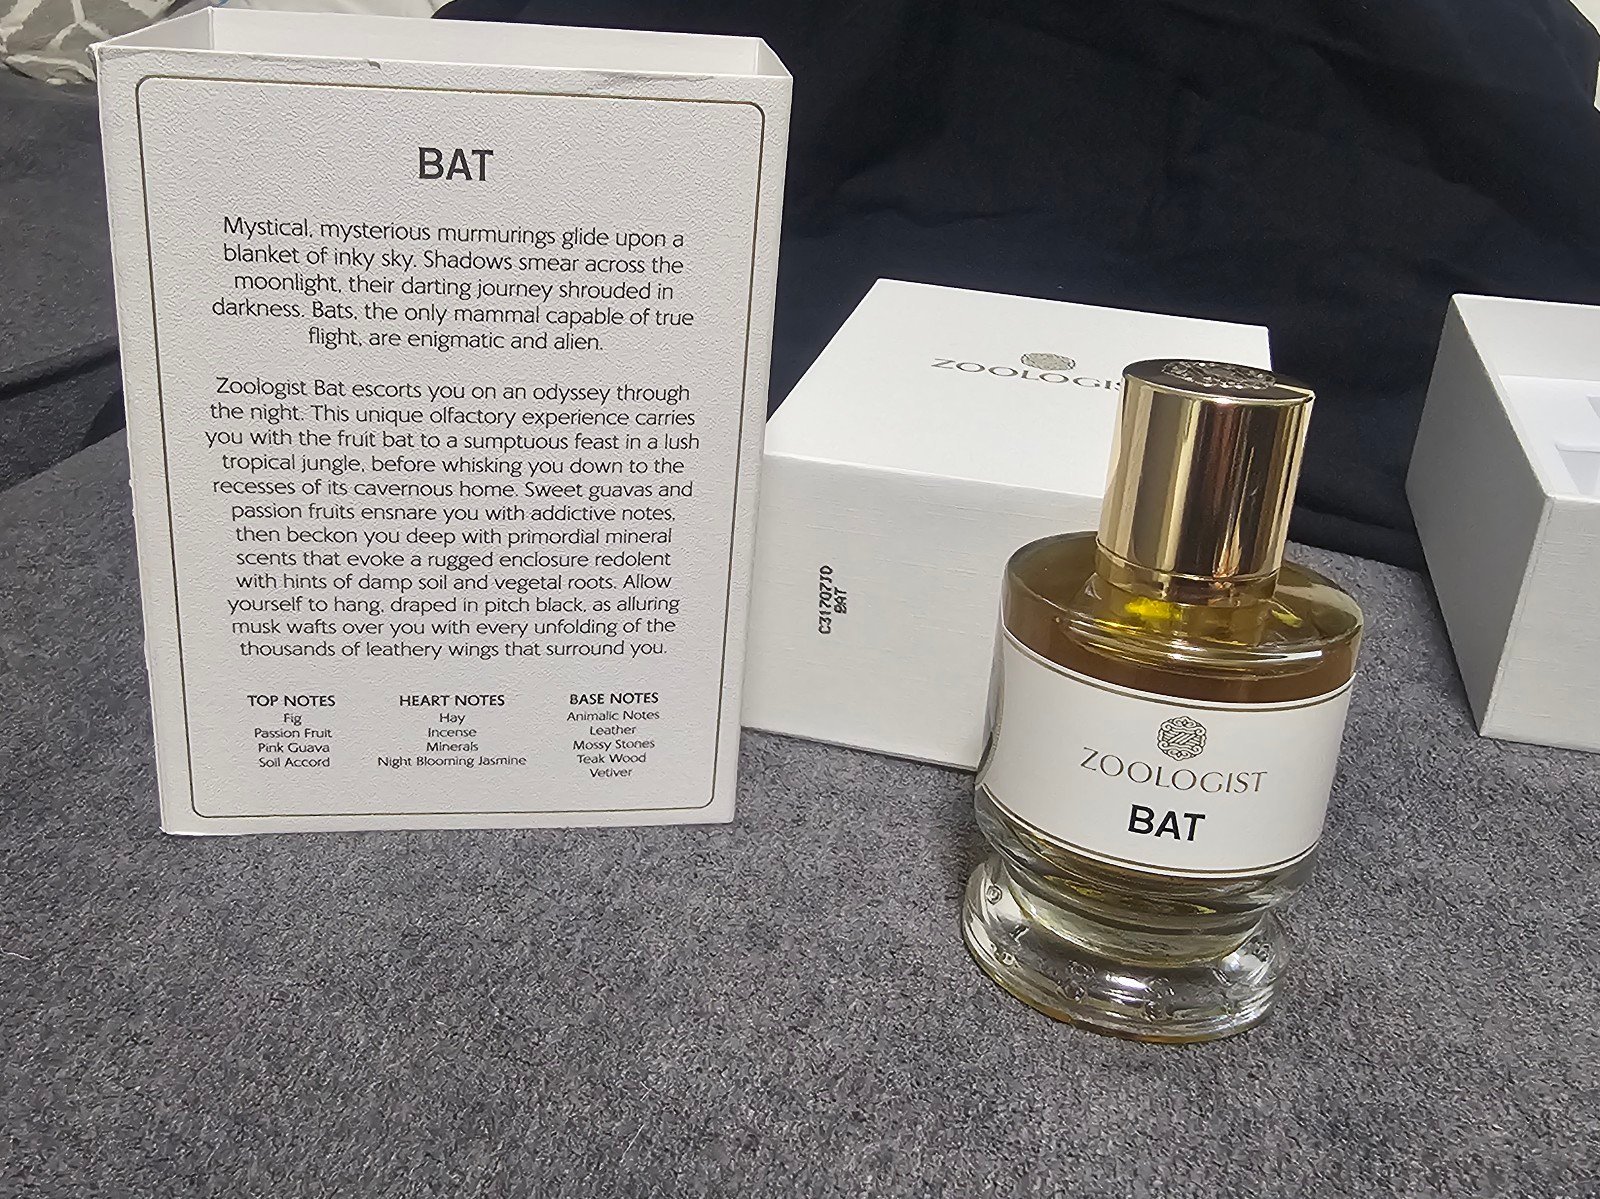 BAT
Mystical, mysterious murmurings glide upon a
blanket of inky sky. Shadows smear across the
moonlight, their darting journey shrouded in
darkness. Bats, the only mammal capable of true
flight, are enigmatic and alien.
Zoologist Bat escorts you on an odyssey through
the night. This unique olfactory experience carries
you with the fruit bat to a sumptuous feast in a lush
tropical jungle, before whisking you down to the
recesses of its cavernous home. Sweet guavas and
passion fruits ensnare you with addictive notes,
then beckon you deep with primordial mineral
scents that evoke a rugged enclosure redolent
with hints of damp soil and vegetal roots. Allow
yourself to hang, draped in pitch black, as alluring
musk wafts over you with every unfolding of the
thousands of leathery wings that surround you.
TOP NOTES
Fig
Passion Fruit
Pink Guava
Soil Accord
HEART NOTES
Hay
Incense
Minerals
Night Blooming Jasmine
BASE NOTES
Animalic Notes
Leather
Mossy Stones
Teak Wood
Vetiver
ZOOLOGIS
C3170710
BAT
ZOOLOGIST
BAT